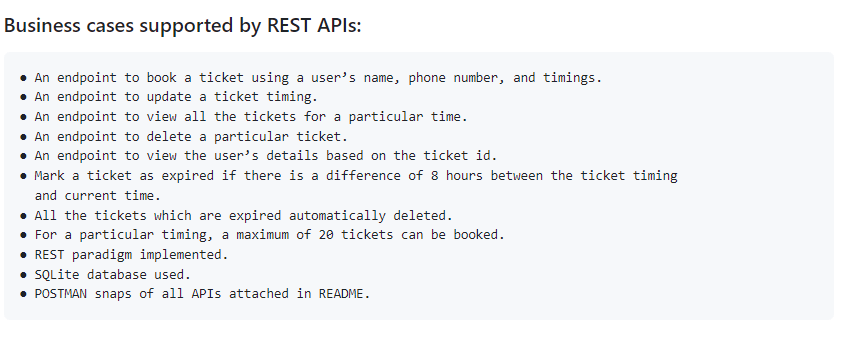 Business cases supported by REST APIs:
● An endpoint to book a ticket using a user’s name, phone number, and timings.
● An endpoint to update a ticket timing.
● An endpoint to view all the tickets for a particular time.
● An endpoint to delete a particular ticket.
● An endpoint to view the user’s details based on the ticket id.
● Mark a ticket as expired if there is a difference of 8 hours between the ticket timing
and current time.
● All the tickets which are expired automatically deleted.
● For a particular timing, a maximum of 20 tickets can be booked.
● REST paradigm implemented.
● SQLite database used.
● POSTMAN snaps of all APIs attached in README.